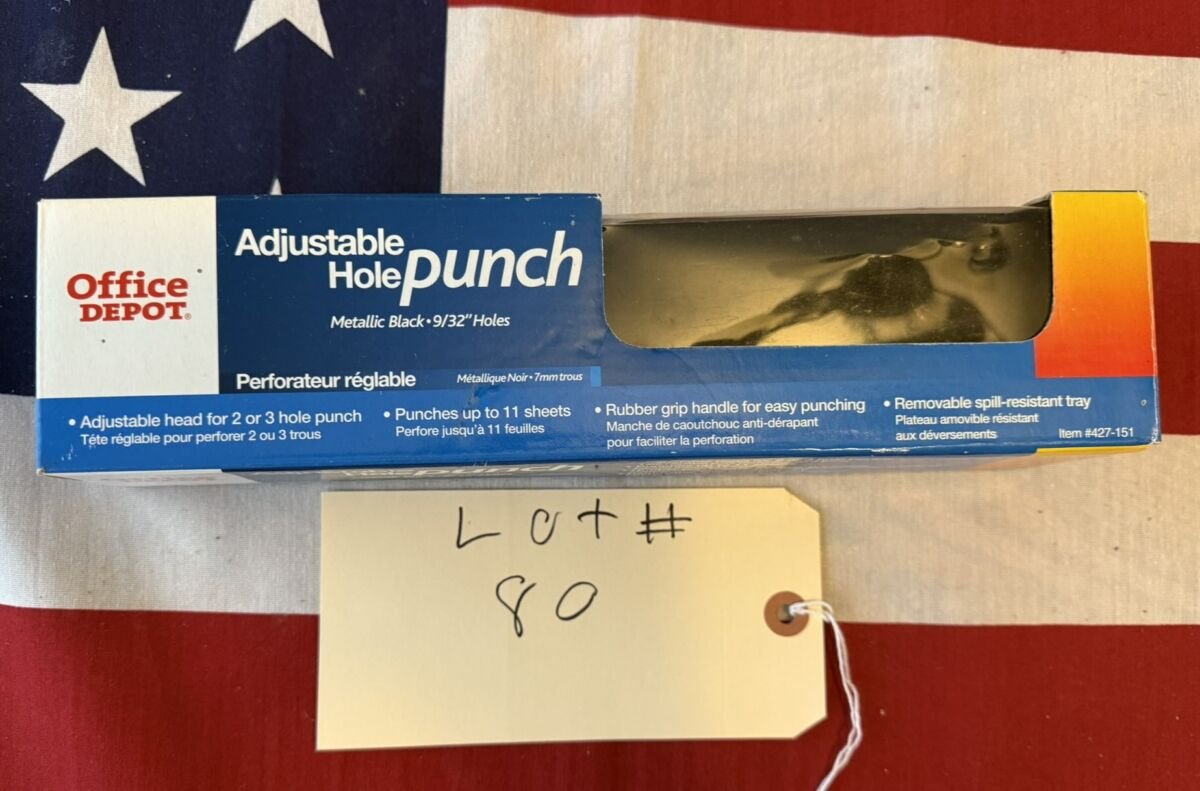 Office
DEPOT®
Adjustable
Hole punch
Metallic Black • 9/32" Holes
Perforateur réglable
Métallique Noir • 7mm trous
• Adjustable head for 2 or 3 hole punch
Téte réglable pour perforer 2 ou 3 trous
• Punches up to 11 sheets
Perfore jusqu'à 11 feuilles
• Rubber grip handle for easy punching
Manche de caoutchouc anti-dérapant
pour faciliter la perforation
• Removable spill-resistant tray
Plateau amovible résistant
aux déversements
Item #427-151
punch
Lot #
80